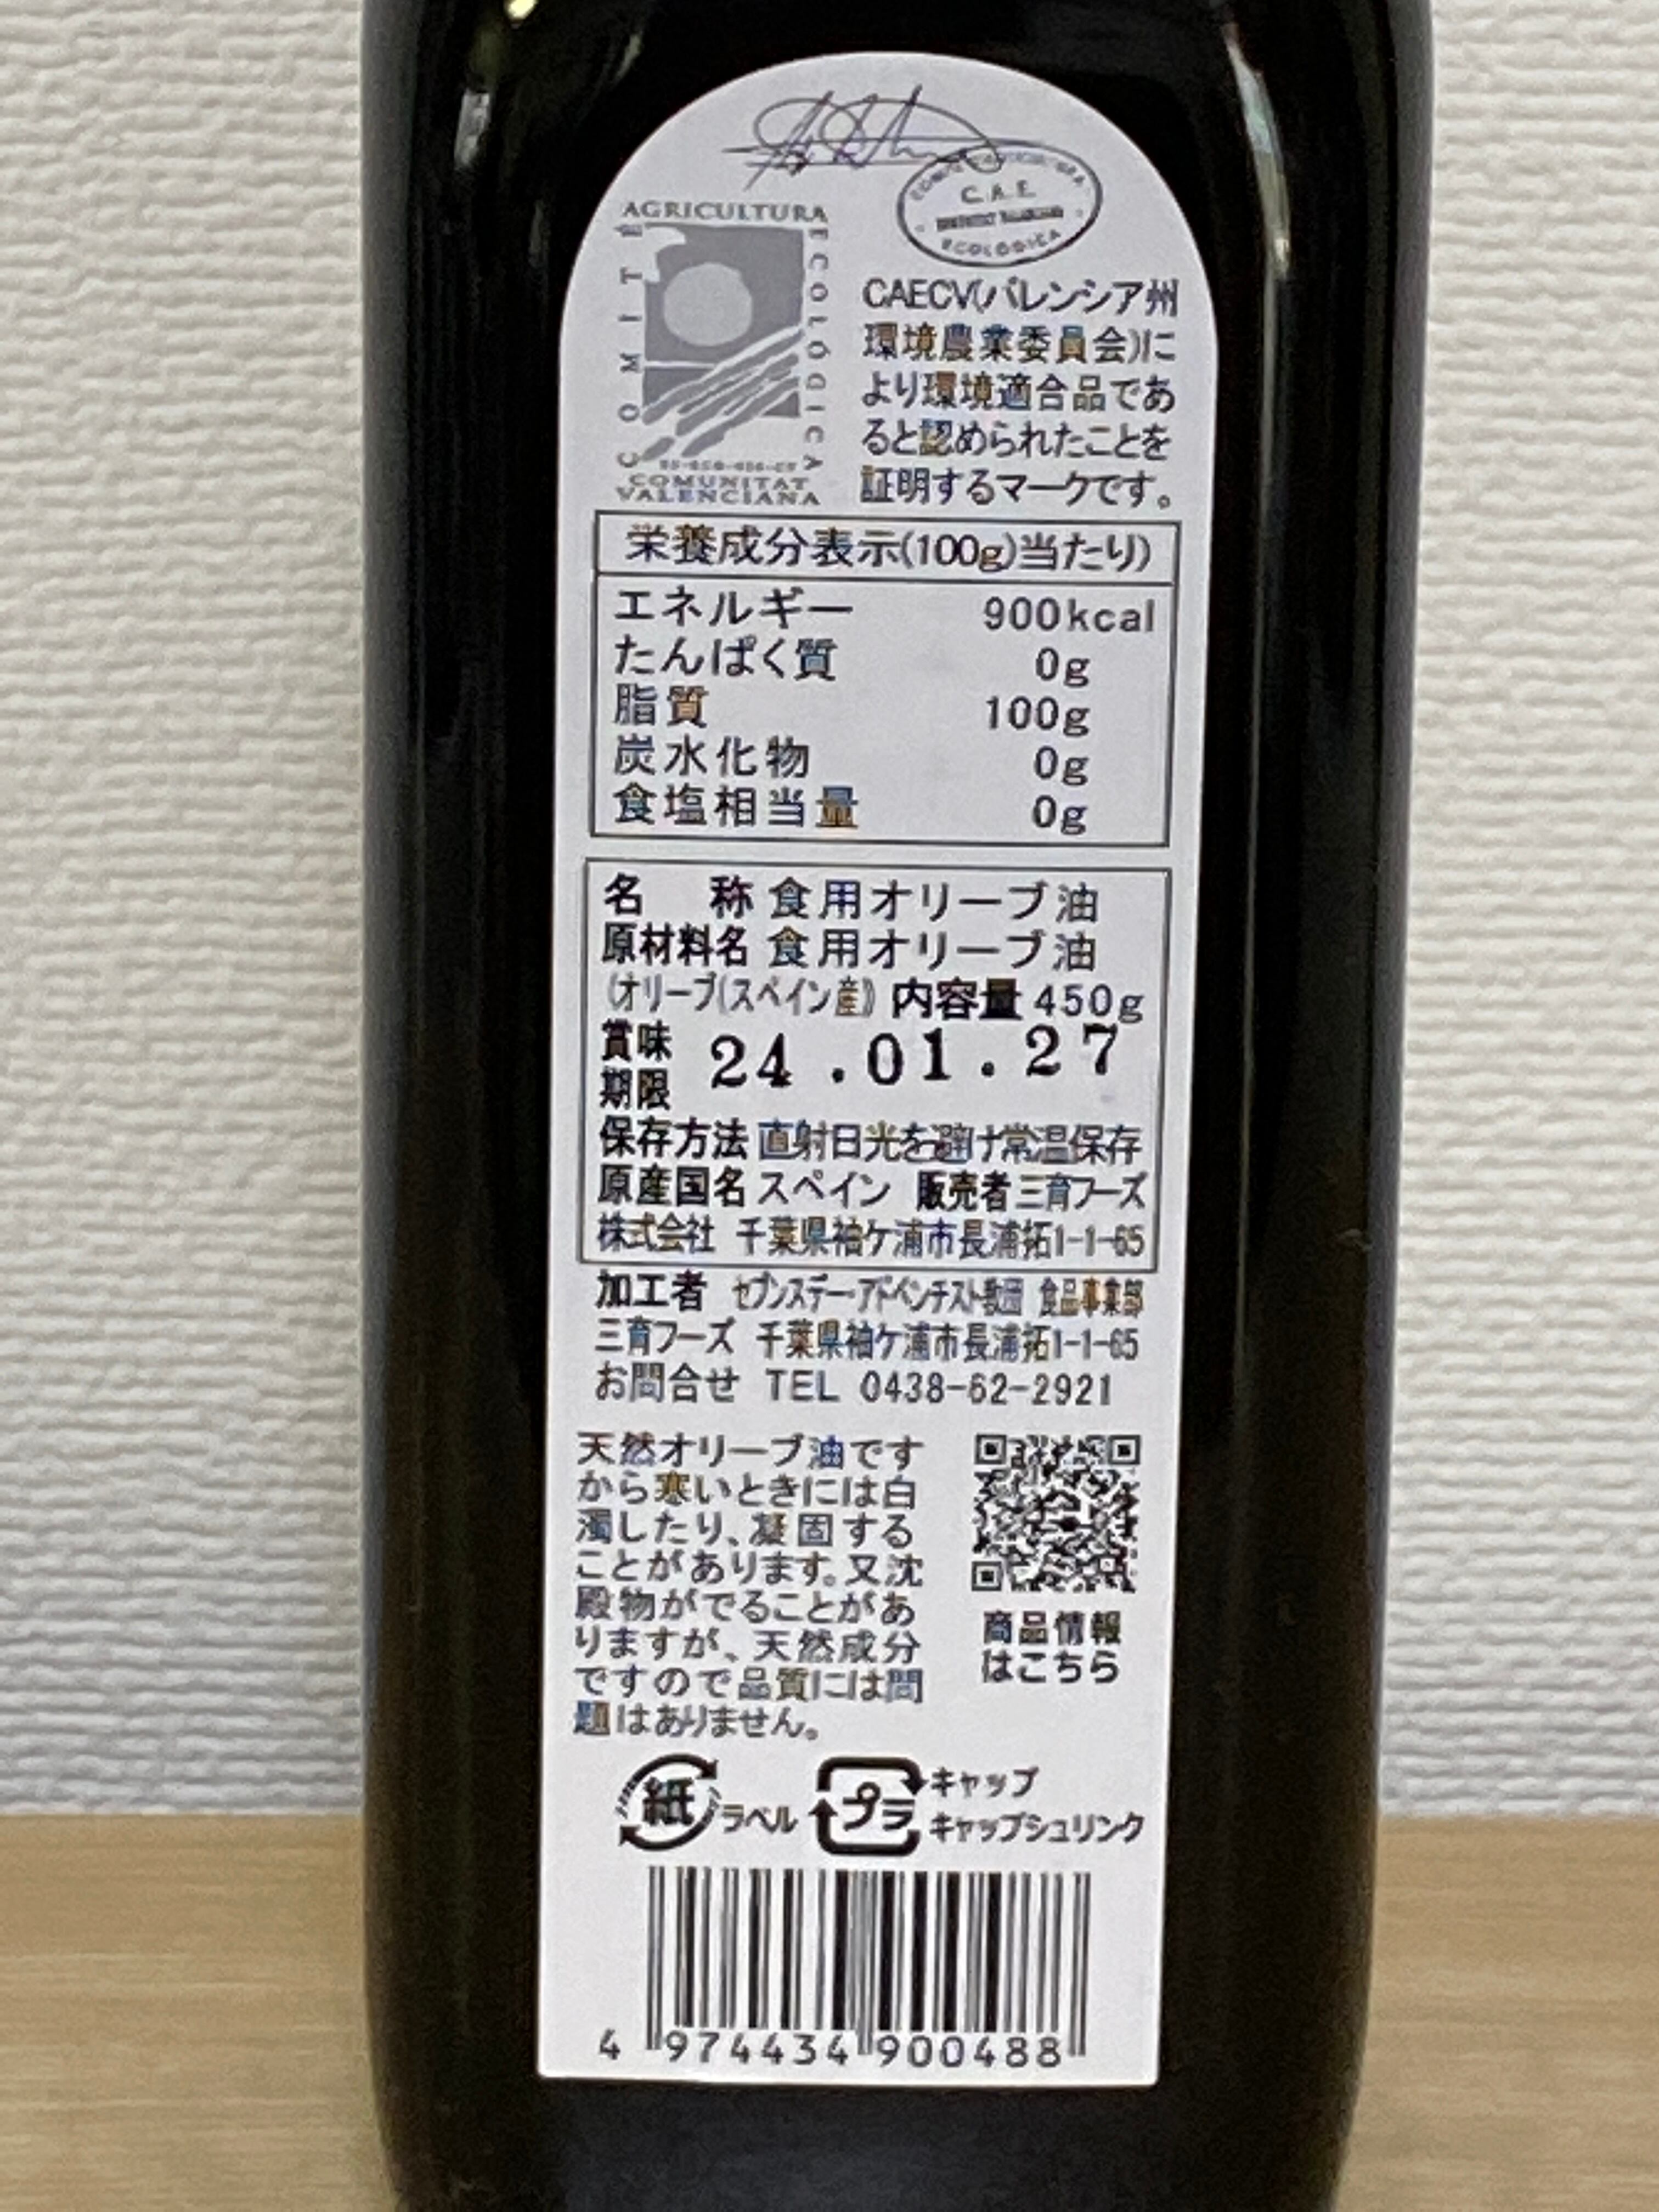 AGRICULTURA
ECOLÓGICA
COMITÉ
COMUNITAT
VALENCIANA
C.A.E.
ECOLÓGICA
CAECV(バレンシア州
環境農業委員会)に
より環境適合品であ
ると認められたことを
証明するマークです。
栄養成分表示(100g)当たり)
エネルギー 900kcal
たんぱく質 0g
脂質 100g
炭水化物 0g
食塩相当量 0g
名 称 食用オリーブ油
原材料名 食用オリーブ油
(オリーブ(スペイン産)) 内容量 450g
賞味期限 24.01.27
保存方法 直射日光を避け常温保存
原産国名 スペイン 販売者 三育フーズ
株式会社 千葉県袖ケ浦市長浦拓1-1-65
加工者 セブンスデー・アドベンチスト教団 食品事業部
三育フーズ 千葉県袖ケ浦市長浦拓1-1-65
お問合せ TEL 0438-62-2921
天然オリーブ油です
から寒いときには白
濁したり、凝固する
ことがあります。又沈
殿物がでることがあ
りますが、天然成分
ですので品質には問
題はありません。
商品情報
はこちら
紙 ラベル
プラ キャップ
キャップシュリンク
4 974434 900488